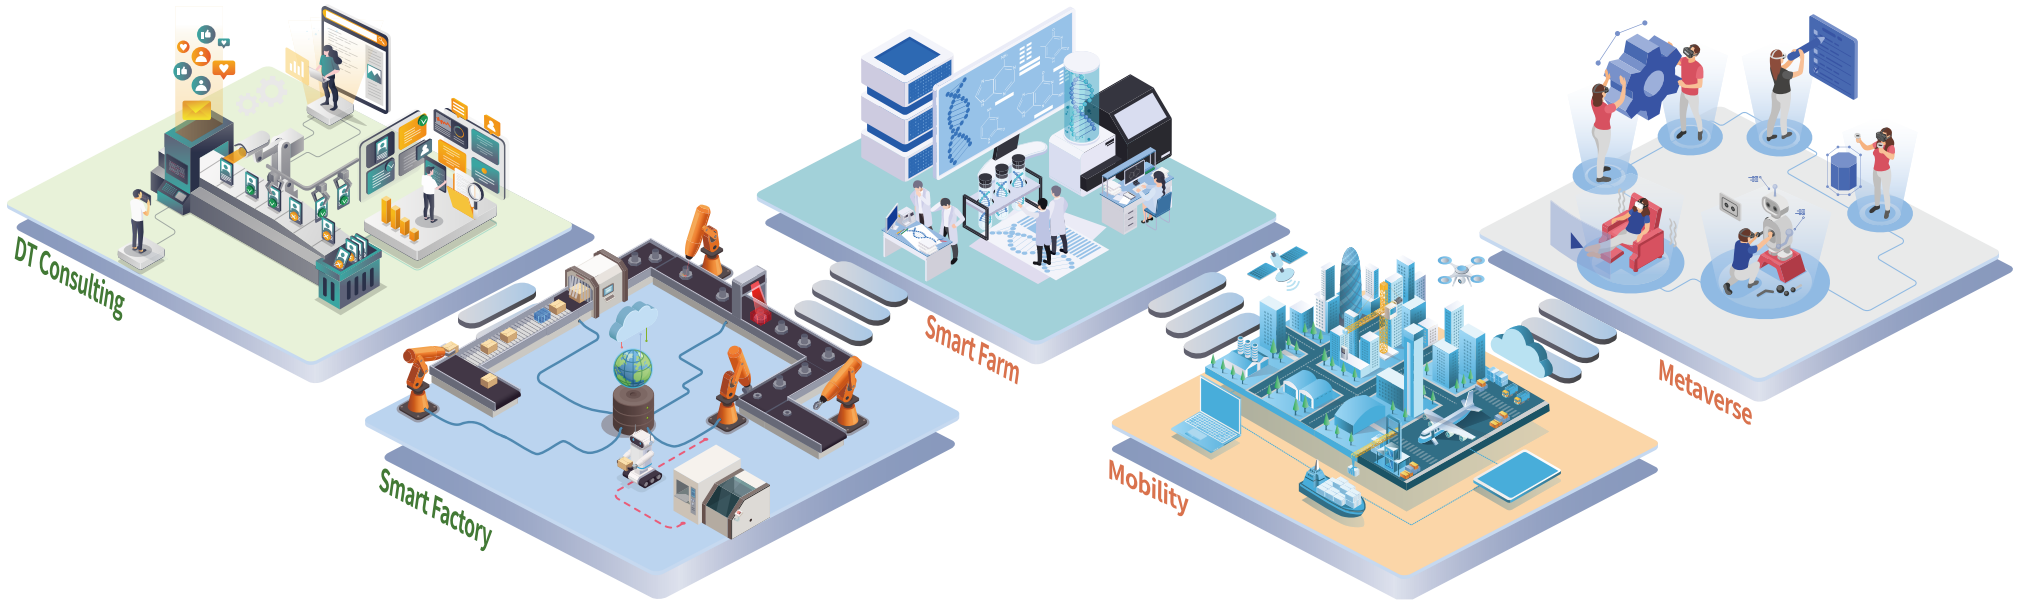 DT Consulting
Smart Factory
Smart Farm
Mobility
Metaverse